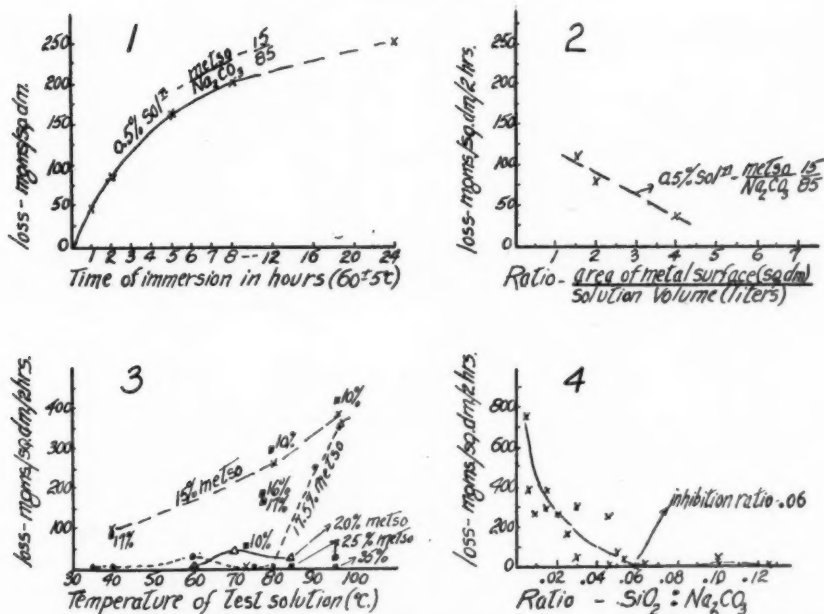 1
loss- mgms/sq.dm.
250
200
150
100
50
0
0.5% Sol'n - metso/Na2CO3 - 15/85
1 2 3 4 5 6 7 8 --- 12 16 20 24
Time of immersion in hours (60±5°C)
2
loss- mgms/sq.dm/2hrs.
250
200
150
100
50
0
0.5% Sol'n - metso/Na2CO3 15/85
1 2 3 4 5 6 7
Ratio - area of metal surface (sq.dm)
solution Volume (liters)
3
loss- mgms/sq.dm/2hrs.
400
300
200
100
10%
10%
15% metso
16%
17%
17.5% metso
17%
10%
20% metso
25% metso
35%
30 40 50 60 70 80 90 100
Temperature of test solution (°C.)
4
loss- mgms/sq.dm/2hrs.
800
600
400
200
0
inhibition ratio-.06
.02 .04 .06 .08 .10 .12
Ratio - SiO2 : Na2CO3